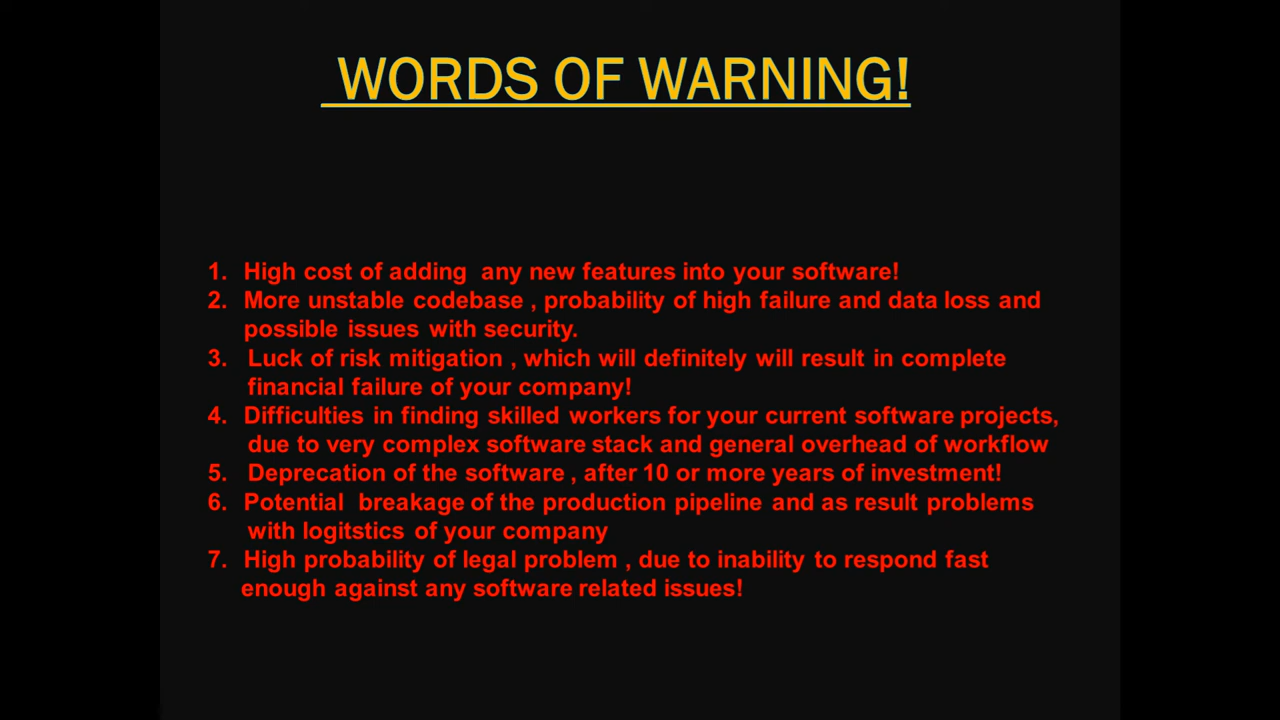 WORDS OF WARNING!
1. High cost of adding any new features into your software!
2. More unstable codebase , probability of high failure and data loss and
possible issues with security.
3. Luck of risk mitigation , which will definitely will result in complete
financial failure of your company!
4. Difficulties in finding skilled workers for your current software projects,
due to very complex software stack and general overhead of workflow
5. Deprecation of the software , after 10 or more years of investment!
6. Potential breakage of the production pipeline and as result problems
with logitstics of your company
7. High probability of legal problem , due to inability to respond fast
enough against any software related issues!